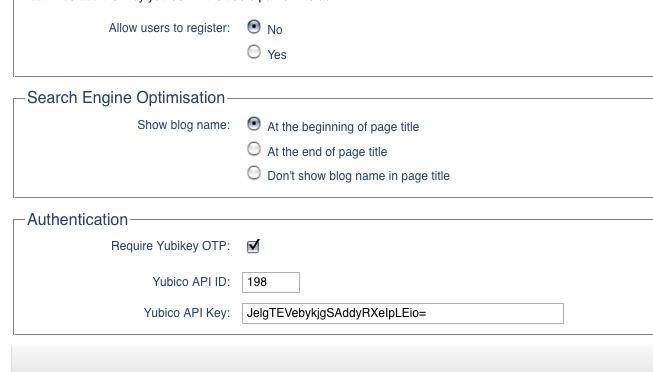 Allow users to register:
No
Yes
Search Engine Optimisation
Show blog name:
At the beginning of page title
At the end of page title
Don't show blog name in page title
Authentication
Require Yubikey OTP:
Yubico API ID:
198
Yubico API Key:
JelgTEVebykjgSAddyRXeIpLEio=